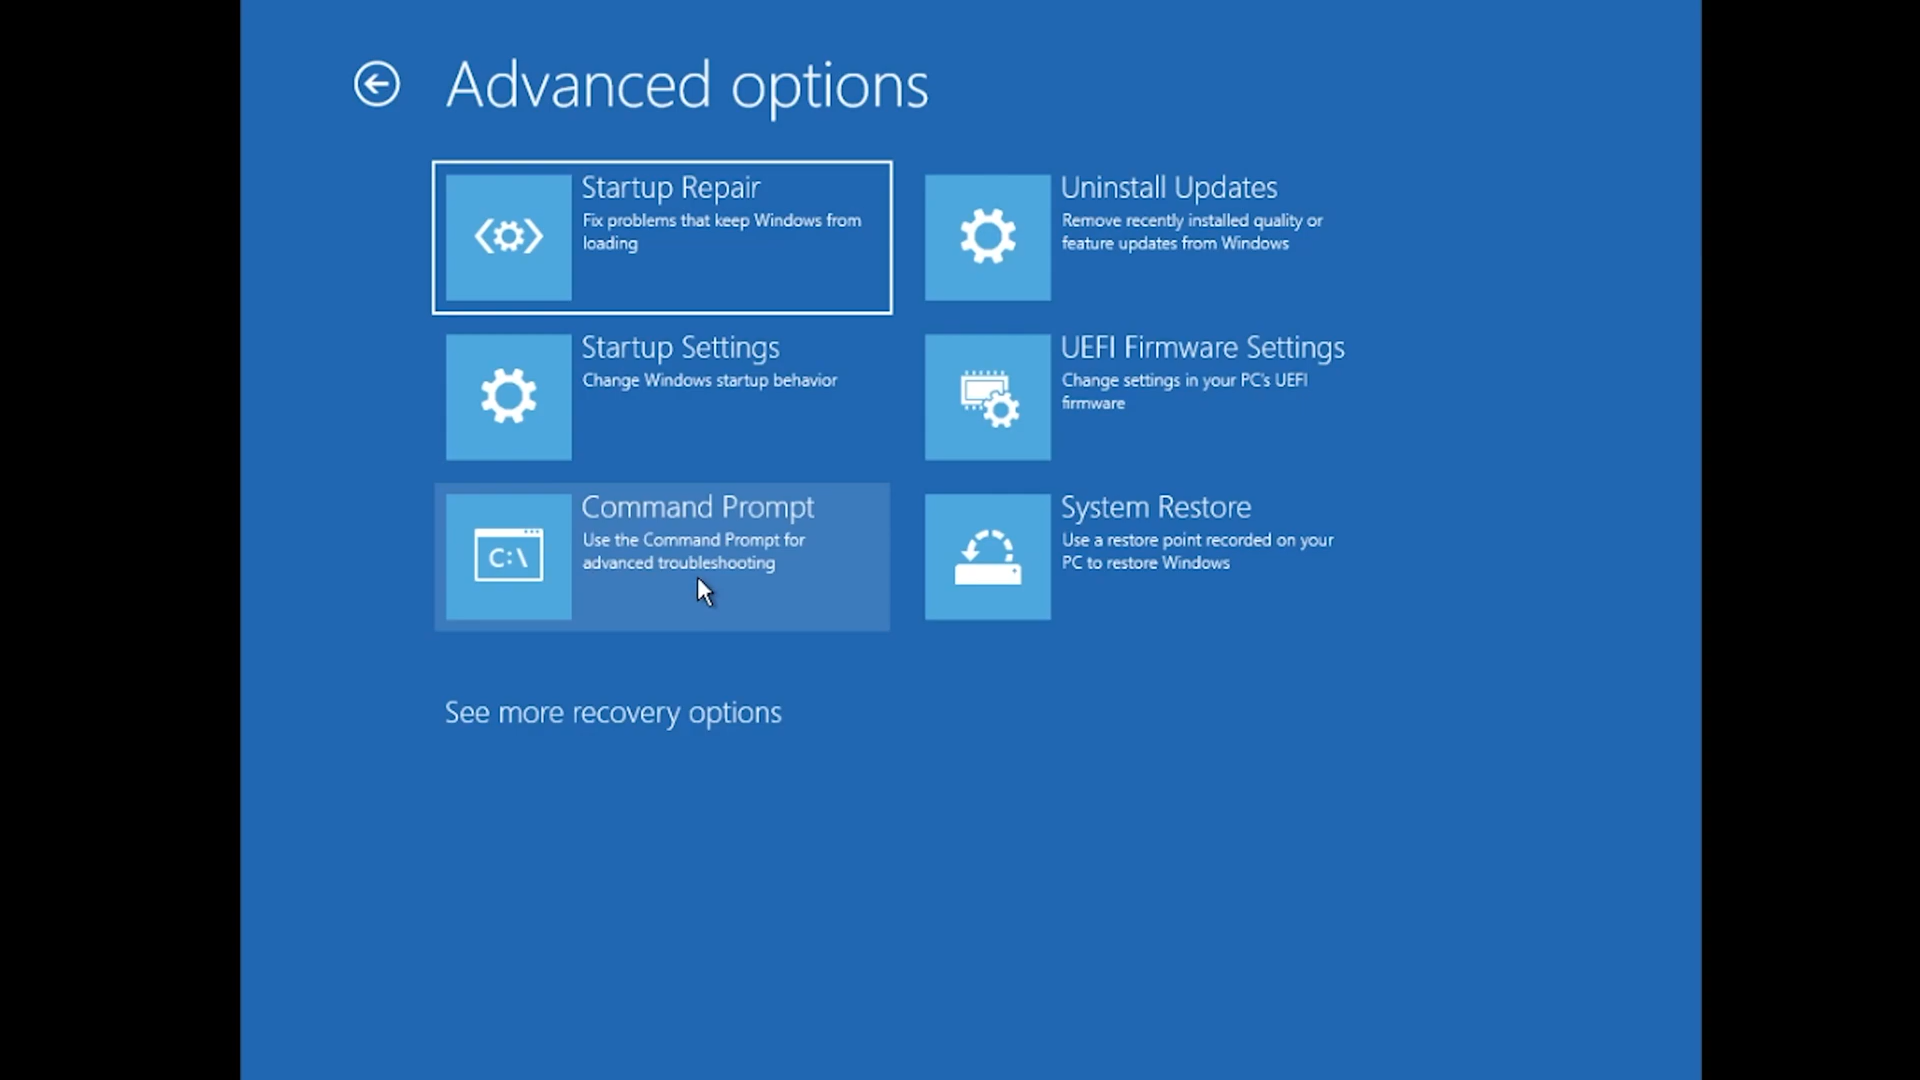 Advanced options
Startup Repair
Fix problems that keep Windows from
loading
Uninstall Updates
Remove recently installed quality or
feature updates from Windows
Startup Settings
Change Windows startup behavior
UEFI Firmware Settings
Change settings in your PC's UEFI
firmware
Command Prompt
Use the Command Prompt for
advanced troubleshooting
C:\
System Restore
Use a restore point recorded on your
PC to restore Windows
See more recovery options